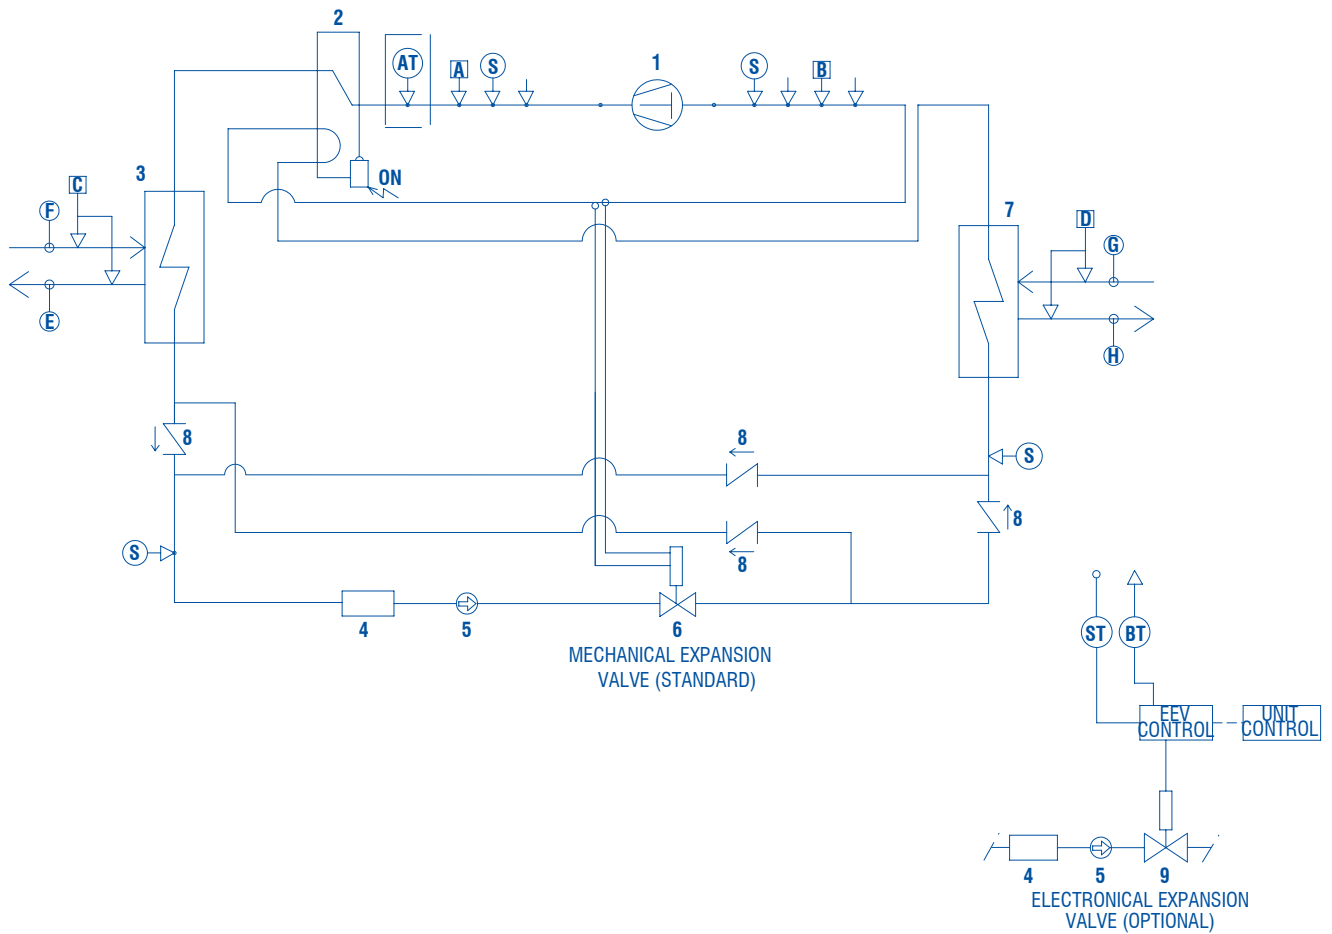 2
1
AT
A
S
S
B
3
ON
C
F
E
7
D
G
H
8
8
S
8
8
S
4
5
6
MECHANICAL EXPANSION
VALVE (STANDARD)
ST
BT
EEV
CONTROL
UNIT
CONTROL
4
5
9
ELECTRONICAL EXPANSION
VALVE (OPTIONAL)